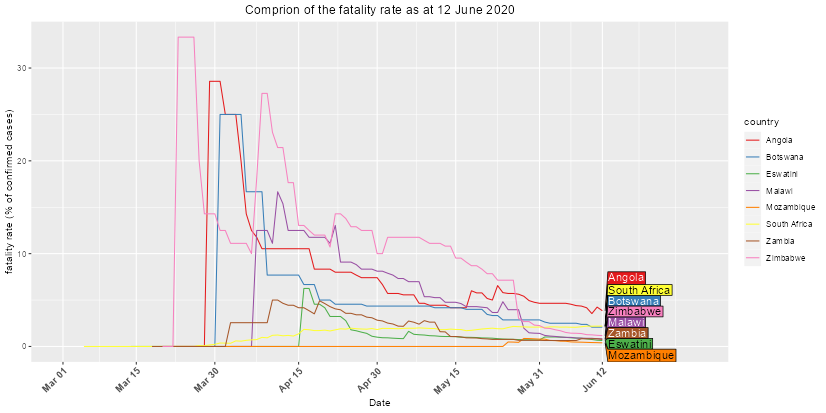 Comprion of the fatality rate as at 12 June 2020
fatality rate (% of confirmed cases)
30
20
10
0
Mar 01
Mar 15
Mar 30
Apr 15
Apr 30
May 15
May 31
Jun 12
Date
Angola
South Africa
Botswana
Zimbabwe
Malawi
Zambia
Eswatini
Mozambique
country
Angola
Botswana
Eswatini
Malawi
Mozambique
South Africa
Zambia
Zimbabwe